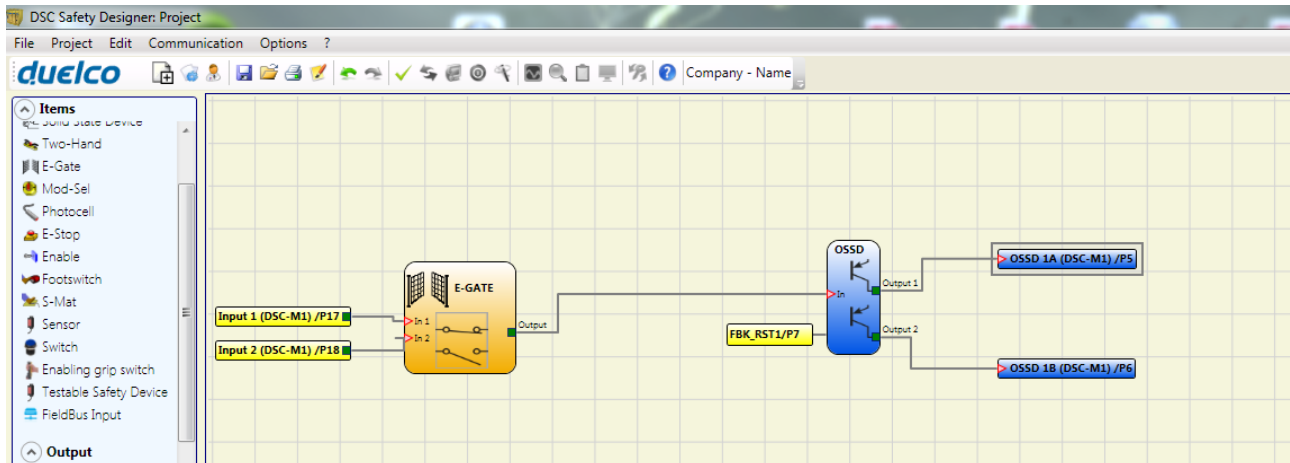 DSC Safety Designer: Project
File Project Edit Communication Options ?
duelco Company - Name
Items
Solid State Device
Two-Hand
E-Gate
Mod-Sel
Photocell
E-Stop
Enable
Footswitch
S-Mat
Sensor
Switch
Enabling grip switch
Testable Safety Device
FieldBus Input
Output
Input 1 (DSC-M1) /P17
Input 2 (DSC-M1) /P18
E-GATE
In 1
In 2
Output
FBK_RST1/P7
OSSD
In
Output 1
Output 2
OSSD 1A (DSC-M1) /P5
OSSD 1B (DSC-M1) /P6